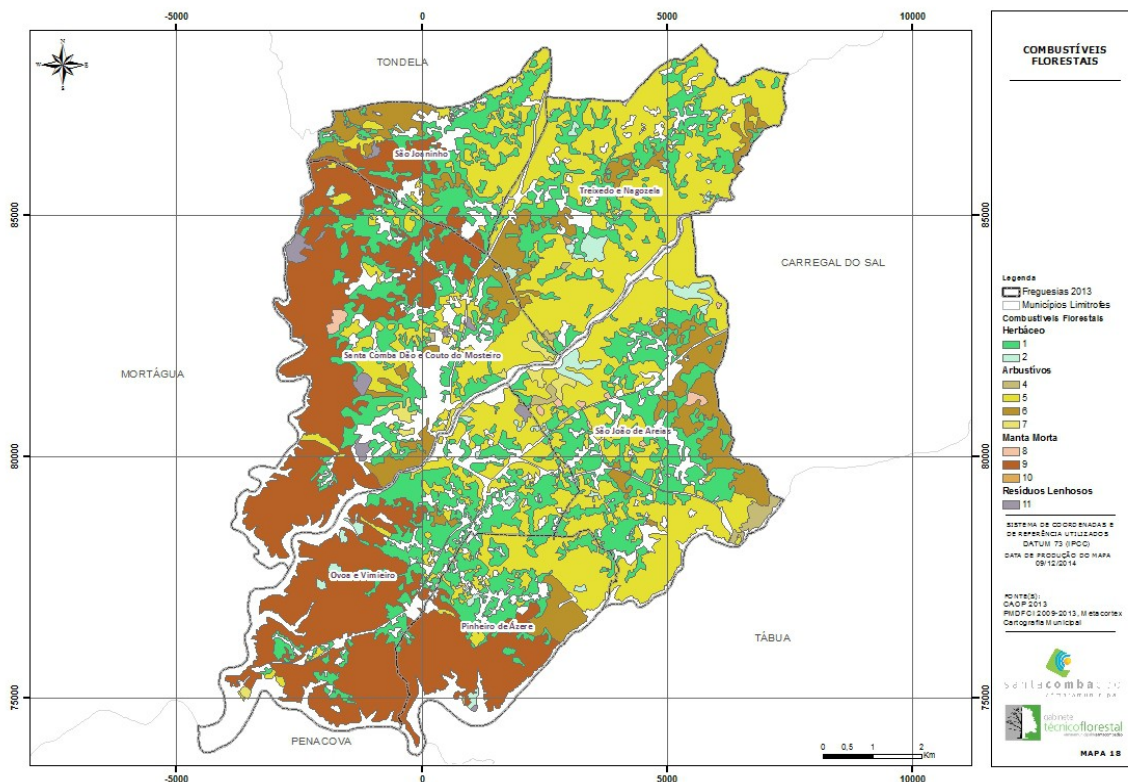 -5000 0 5000 10000
COMBUSTÍVEIS
FLORESTAIS
N
TONDELA
São Joaninho
Treixedo e Nagozela
85000
85000
CARREGAL DO SAL
Santa Comba Dão e Couto do Mosteiro
MORTÁGUA
São João de Areias
80000
80000
Ovoa e Vimieiro
Pinheiro de Ázere
TÁBUA
75000
75000
PENACOVA
0 0,5 1 2
Km
-5000 0 5000 10000
Legenda
Freguesias 2013
Municípios Limitrofes
Combustíveis Florestais
Herbáceo
1
2
Arbustivos
4
5
6
7
Manta Morta
8
9
10
Resíduos Lenhosos
11
SISTEMA DE COORDENADAS E
DE REFERÊNCIA UTILIZADOS
DATUM 73 (IPCC)
DATA DE PRODUÇÃO DO MAPA
09/12/2014
FONTE(S):
CAOP 2013
PMDFCI 2009-2013, Metacortex
Cartografia Municipal
santacombadão
gabinete
técnicoflorestal
MAPA 18